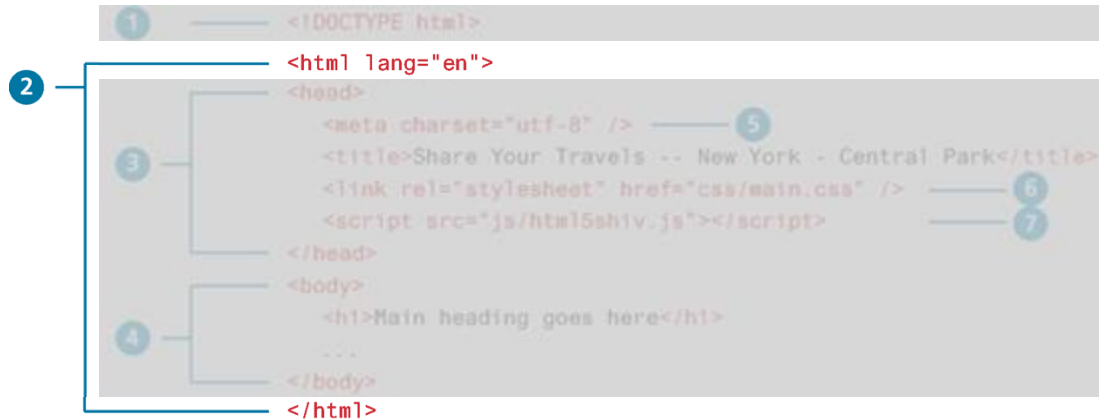 1 <!DOCTYPE html>
<html lang="en">
2
<head>
<meta charset="utf-8" /> 5
3 <title>Share Your Travels -- New York - Central Park</title>
<link rel="stylesheet" href="css/main.css" /> 6
<script src="js/html5shiv.js"></script> 7
</head>
<body>
<h1>Main heading goes here</h1>
4
...
</body>
</html>